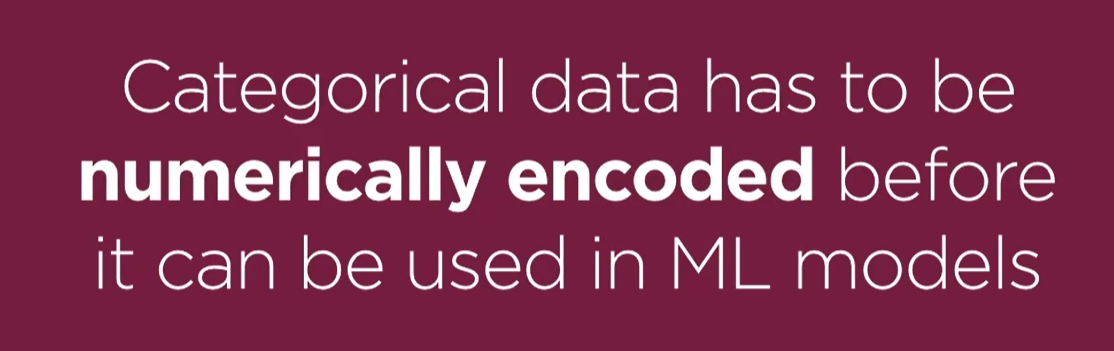 Categorical data has to be
numerically encoded before
it can be used in ML models